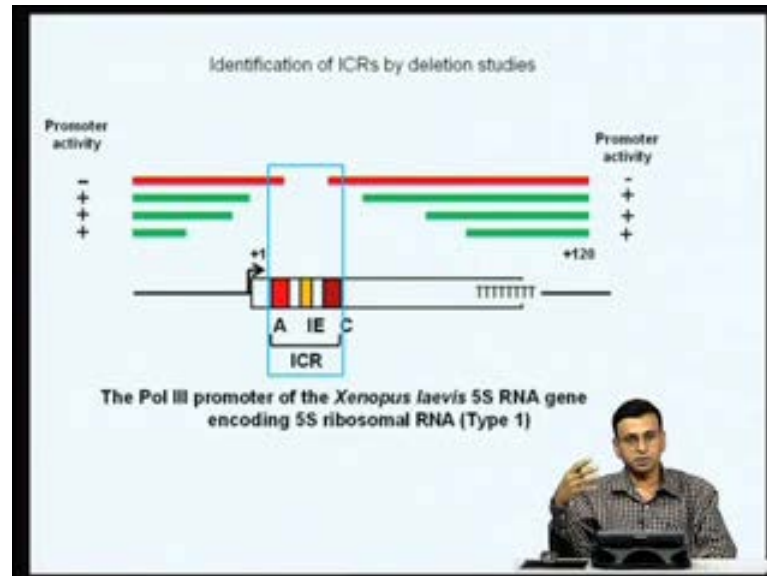 Identification of ICRs by deletion studies
Promoter
activity
Promoter
activity
- -
+ +
+ +
+ +
+1 +120
TTTTTTTT
A IE C
ICR
The Pol III promoter of the Xenopus laevis 5S RNA gene
encoding 5S ribosomal RNA (Type 1)